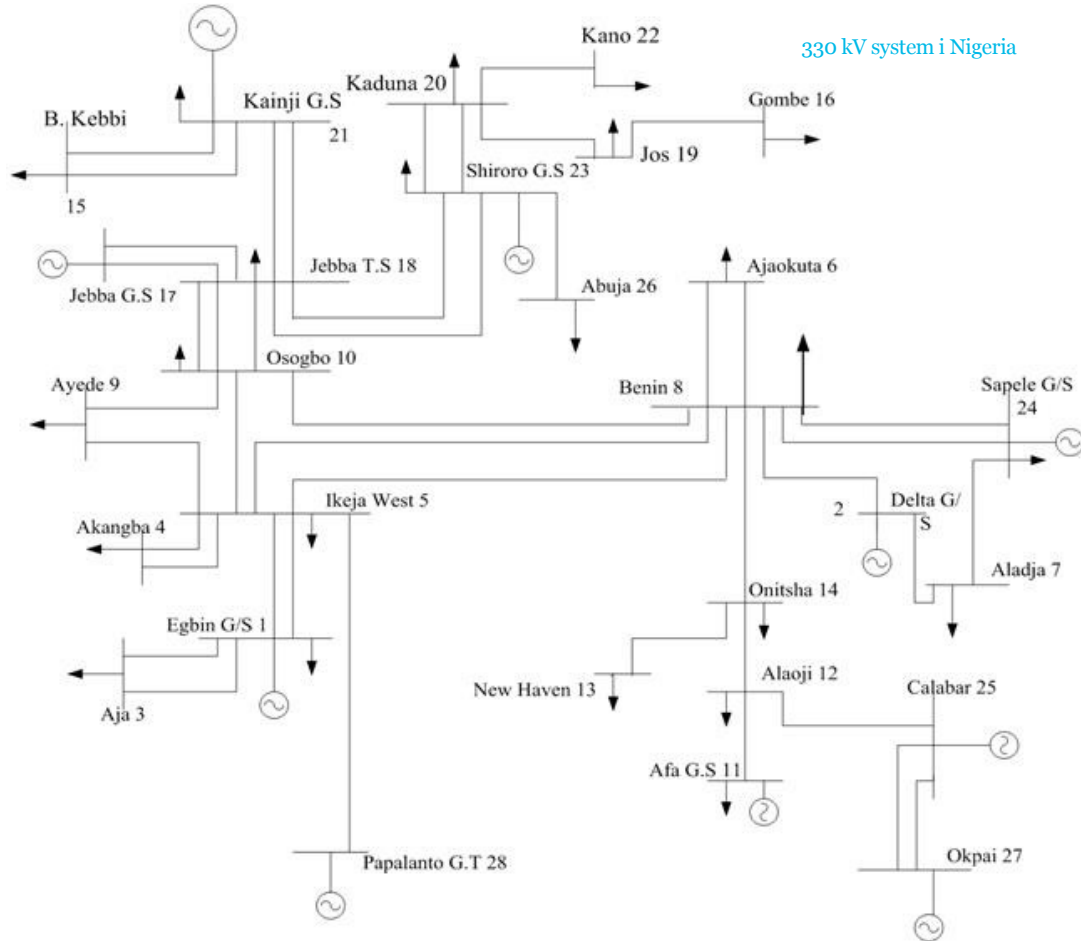 330 kV system i Nigeria
Kano 22
Kaduna 20
Gombe 16
Kainji G.S
21
B. Kebbi
15
Jos 19
Shiroro G.S 23
Jebba T.S 18
Jebba G.S 17
Abuja 26
Ajaokuta 6
Osogbo 10
Ayede 9
Benin 8
Sapele G/S
24
Ikeja West 5
Akangba 4
2
Delta G/
S
Aladja 7
Onitsha 14
Egbin G/S 1
Aja 3
New Haven 13
Alaoji 12
Calabar 25
Afa G.S 11
Papalanto G.T 28
Okpai 27